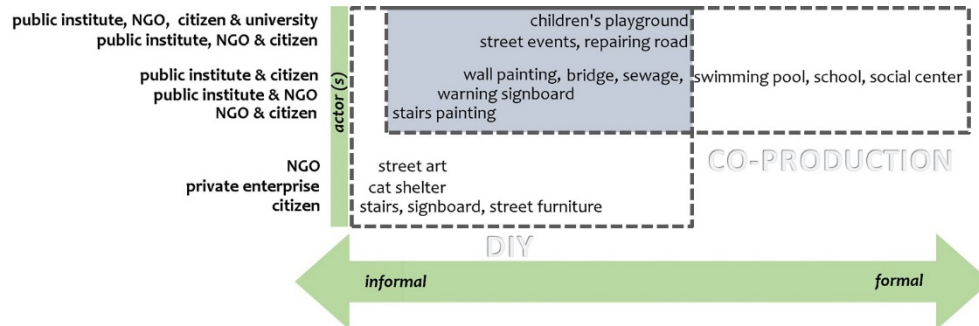 public institute, NGO, citizen & university children's playground
public institute, NGO & citizen street events, repairing road
public institute & citizen wall painting, bridge, sewage, swimming pool, school, social center
public institute & NGO warning signboard
NGO & citizen stairs painting
actor (s)
CO-PRODUCTION
NGO street art
private enterprise cat shelter
citizen stairs, signboard, street furniture
DIY
informal formal